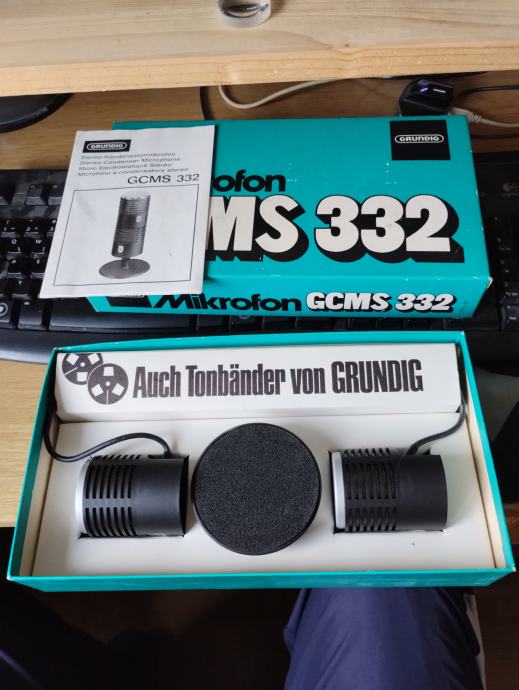 GRUNDIG
Stereo-Kondensatormikrofon
Stereo-Condenser Microphone
Micro Electrostatique Stéréo
Microfono a condensatore stereo
GCMS 332
GRUNDIG
ofon
MS 332
Mikrofon GCMS 332
Auch Tonbänder von GRUNDIG